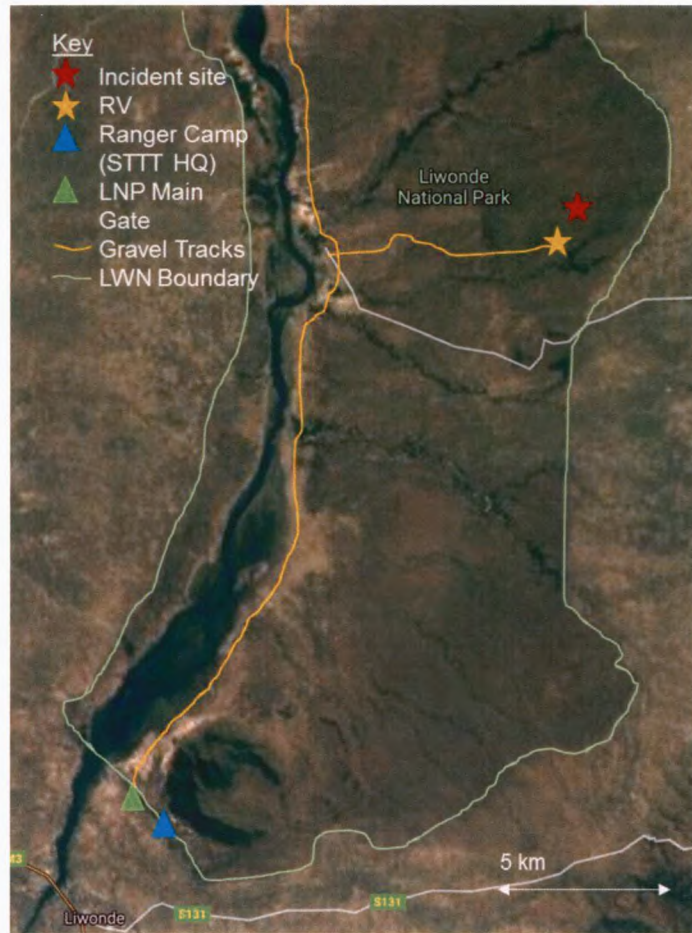 Key
Incident site
RV
Ranger Camp
(STTT HQ)
LNP Main
Gate
Gravel Tracks
LWN Boundary
Liwonde
National Park
5 km
Liwonde
S131
S131